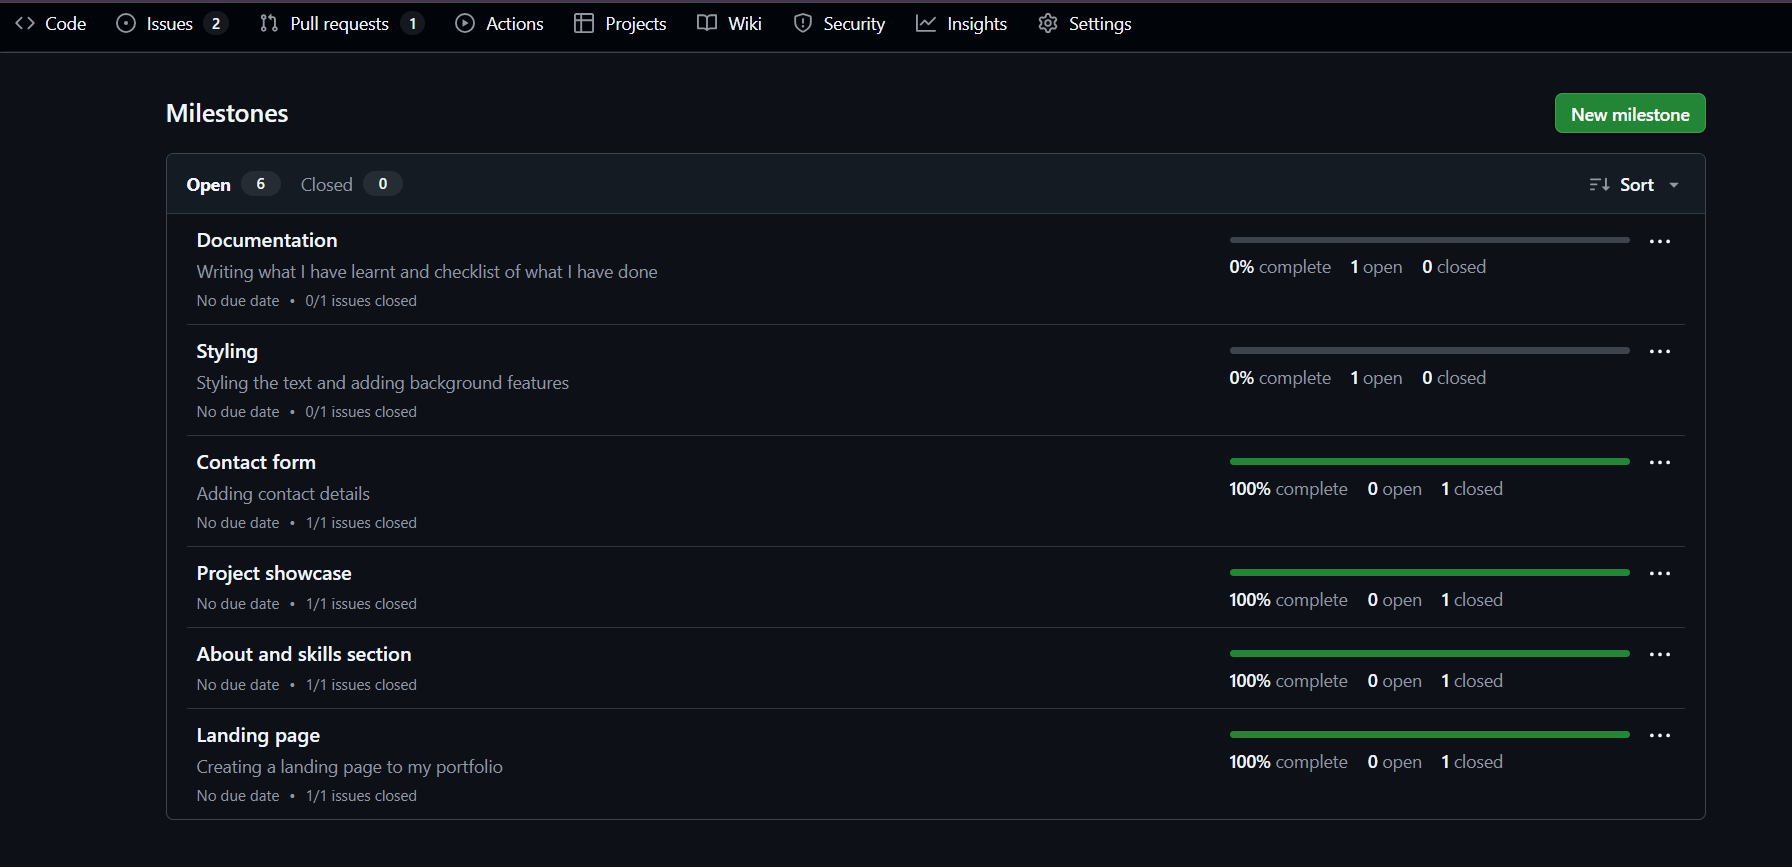 Code Issues 2 Pull requests 1 Actions Projects Wiki Security Insights Settings
Milestones
New milestone
Open 6 Closed 0
Sort
Documentation
Writing what I have learnt and checklist of what I have done
No due date • 0/1 issues closed
0% complete 1 open 0 closed
Styling
Styling the text and adding background features
No due date • 0/1 issues closed
0% complete 1 open 0 closed
Contact form
Adding contact details
No due date • 1/1 issues closed
100% complete 0 open 1 closed
Project showcase
No due date • 1/1 issues closed
100% complete 0 open 1 closed
About and skills section
No due date • 1/1 issues closed
100% complete 0 open 1 closed
Landing page
Creating a landing page to my portfolio
No due date • 1/1 issues closed
100% complete 0 open 1 closed